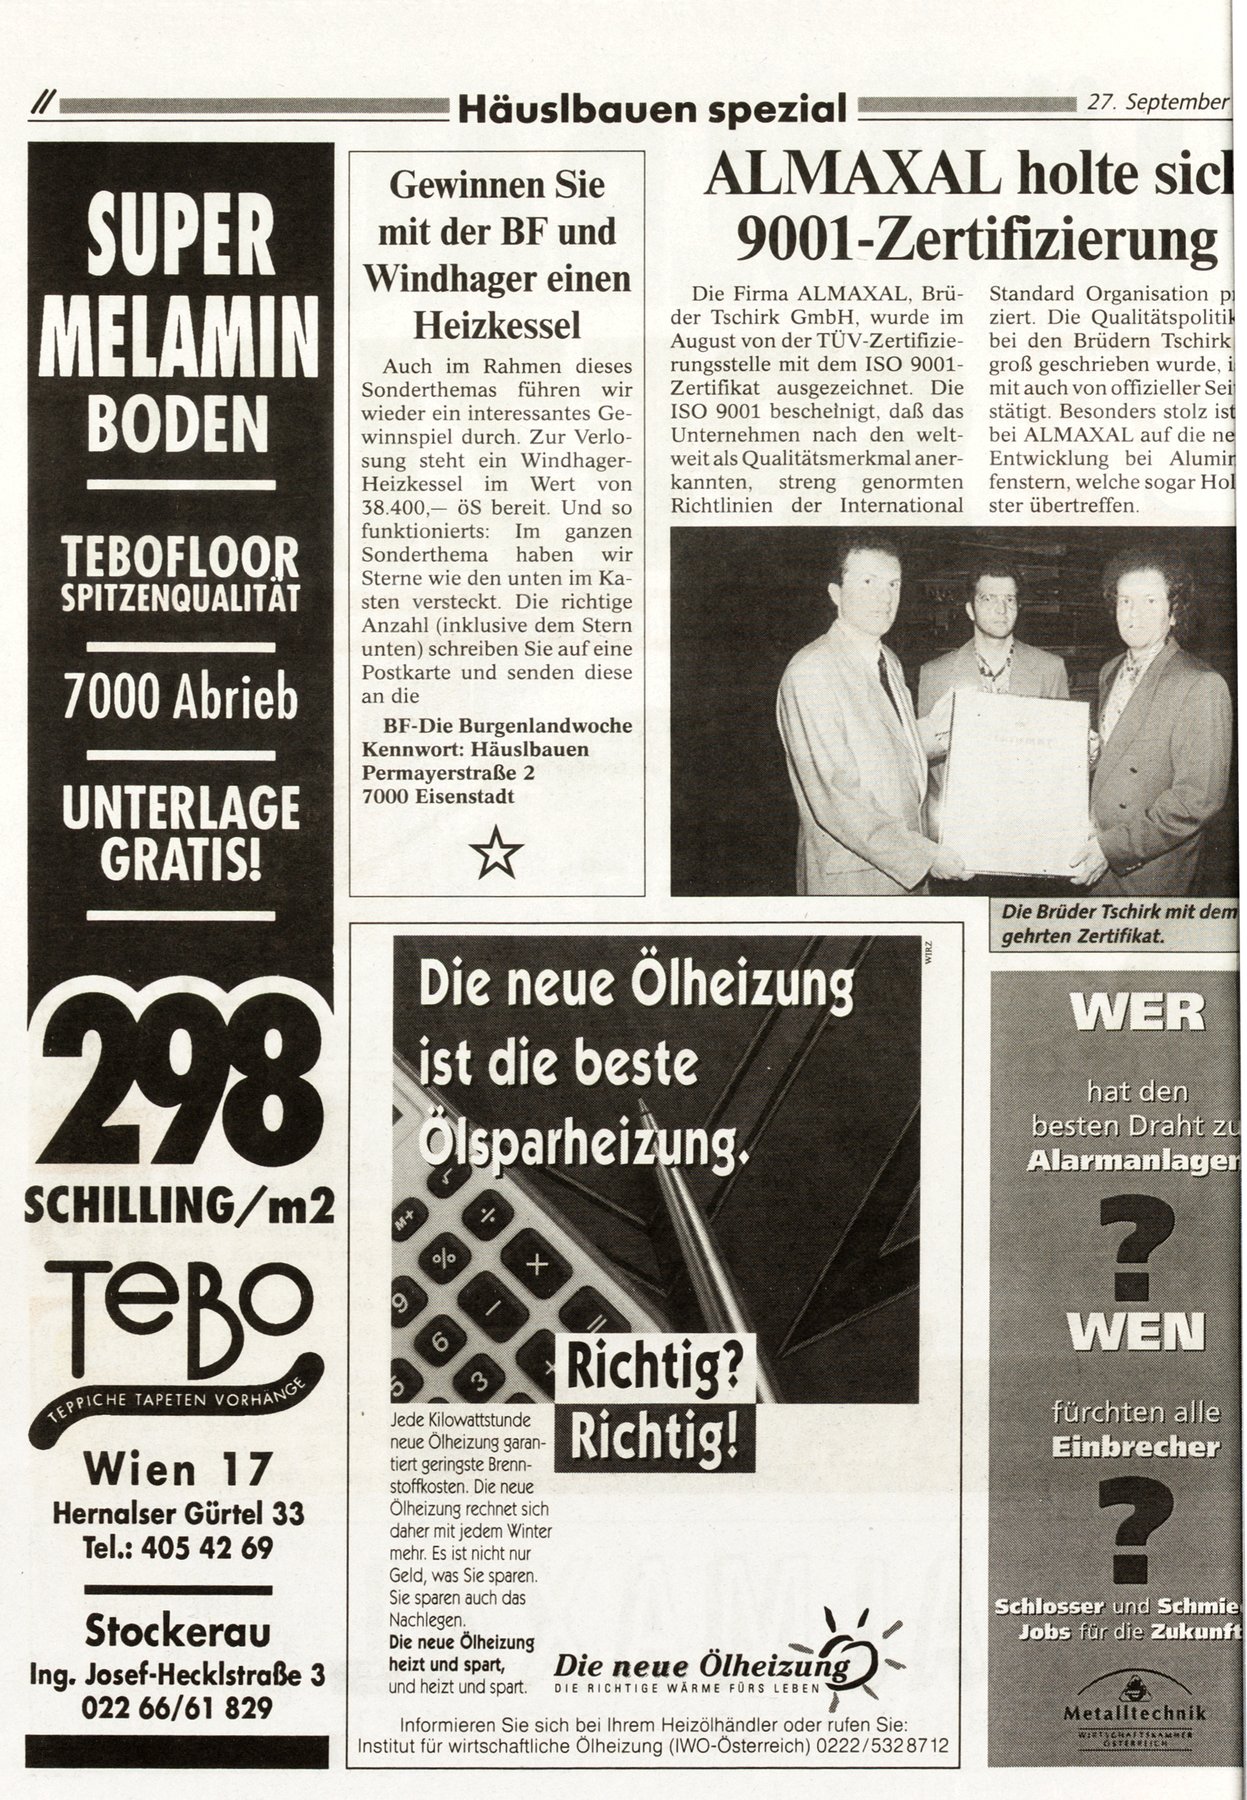 Häuslbauen spezial
27. September
SUPER
MELAMIN
BODEN
TEBOFLOOR
SPITZENQUALITÄT
7000 Abrieb
UNTERLAGE
GRATIS!
298
SCHILLING/m2
TeBO
TEPPICHE TAPETEN VORHÄNGE
Wien 17
Hernalser Gürtel 33
Tel.: 405 42 69
Stockerau
Ing. Josef-Hecklstraße 3
022 66/61 829
Gewinnen Sie
mit der BF und
Windhager einen
Heizkessel
Auch im Rahmen dieses
Sonderthemas führen wir
wieder ein interessantes Ge-
winnspiel durch. Zur Verlo-
sung steht ein Windhager-
Heizkessel im Wert von
38.400,— öS bereit. Und so
funktionierts: Im ganzen
Sonderthema haben wir
Sterne wie den unten im Ka-
sten versteckt. Die richtige
Anzahl (inklusive dem Stern
unten) schreiben Sie auf eine
Postkarte und senden diese
an die
BF-Die Burgenlandwoche
Kennwort: Häuslbauen
Permayerstraße 2
7000 Eisenstadt
ALMAXAL holte sich
9001-Zertifizierung
Die Firma ALMAXAL, Brü-
der Tschirk GmbH, wurde im
August von der TÜV-Zertifizie-
rungsstelle mit dem ISO 9001-
Zertifikat ausgezeichnet. Die
ISO 9001 bescheinigt, daß das
Unternehmen nach den welt-
weit als Qualitätsmerkmal aner-
kannten, streng genormten
Richtlinien der International
Standard Organisation
ziert. Die Qualitätspolitik
bei den Brüdern Tschirk
groß geschrieben wurde,
mit auch von offizieller Sei
stätigt. Besonders stolz ist
bei ALMAXAL auf die ne
Entwicklung bei Alumin
fenstern, welche sogar Hol
ster übertreffen.
Die Brüder Tschirk mit dem
gehrten Zertifikat.
WIRZ
Die neue Ölheizung
ist die beste
Ölsparheizung.
M+
%
÷
+
9
6
5
3
=
Richtig?
Richtig!
Jede Kilowattstunde
neue Ölheizung garan-
tiert geringste Brenn-
stoffkosten. Die neue
Ölheizung rechnet sich
daher mit jedem Winter
mehr. Es ist nicht nur
Geld, was Sie sparen.
Sie sparen auch das
Nachlegen.
Die neue Ölheizung
heizt und spart,
und heizt und spart.
Die neue Ölheizung
DIE RICHTIGE WÄRME FÜRS LEBEN
Informieren Sie sich bei Ihrem Heizölhändler oder rufen Sie:
Institut für wirtschaftliche Ölheizung (IWO-Österreich) 0222/5328712
WER
hat den
besten Draht zu
Alarmanlagen
?
WEN
fürchten alle
Einbrecher
?
Schlosser und Schmie
Jobs für die Zukunft
Metalltechnik
WIRTSCHAFTSKAMMER
ÖSTERREICH